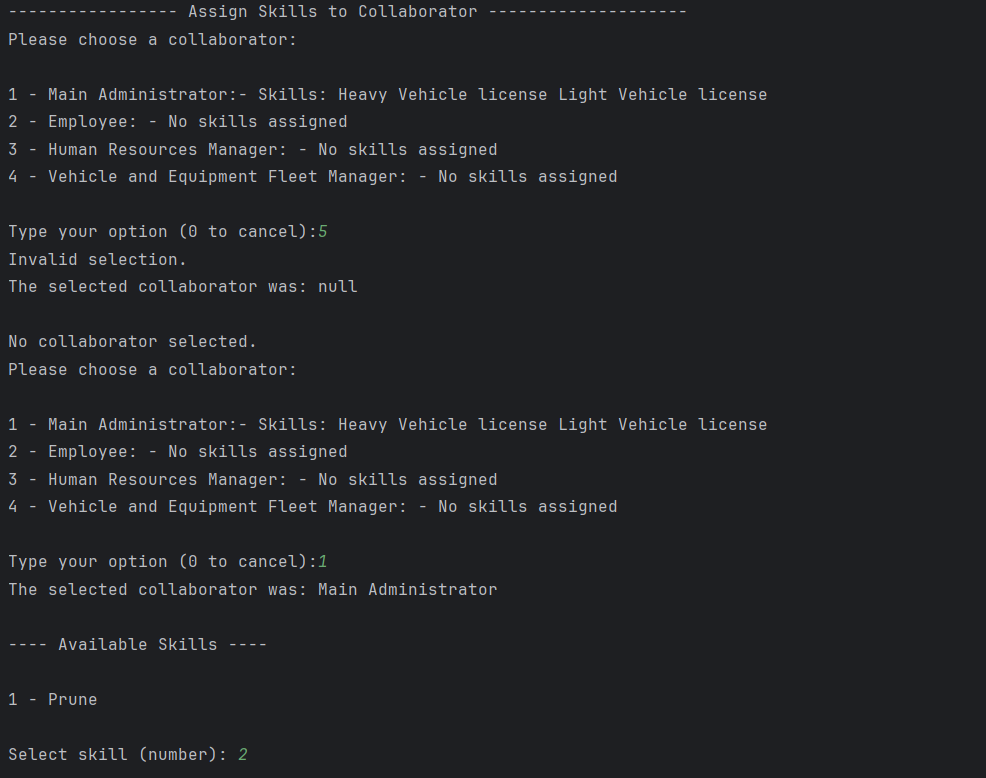 ----------------- Assign Skills to Collaborator --------------------
Please choose a collaborator:
1 - Main Administrator:- Skills: Heavy Vehicle license Light Vehicle license
2 - Employee: - No skills assigned
3 - Human Resources Manager: - No skills assigned
4 - Vehicle and Equipment Fleet Manager: - No skills assigned
Type your option (0 to cancel):5
Invalid selection.
The selected collaborator was: null
No collaborator selected.
Please choose a collaborator:
1 - Main Administrator:- Skills: Heavy Vehicle license Light Vehicle license
2 - Employee: - No skills assigned
3 - Human Resources Manager: - No skills assigned
4 - Vehicle and Equipment Fleet Manager: - No skills assigned
Type your option (0 to cancel):1
The selected collaborator was: Main Administrator
---- Available Skills ----
1 - Prune
Select skill (number): 2